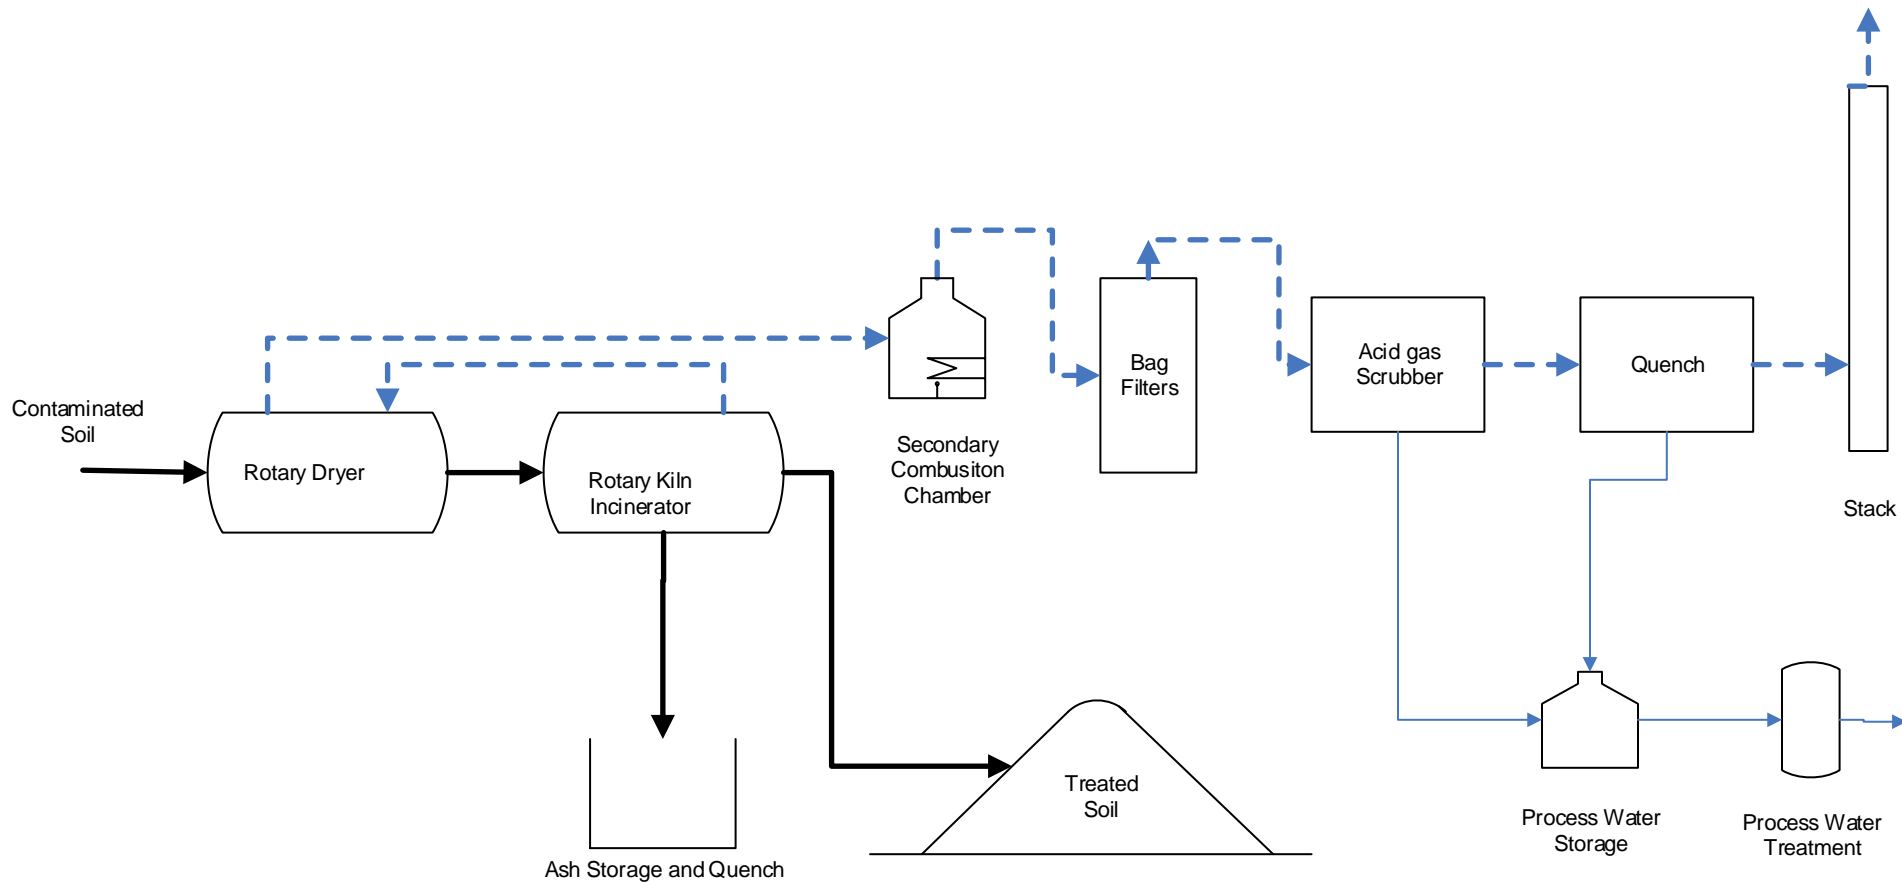 Contaminated
Soil
Rotary Dryer
Rotary Kiln
Incinerator
Secondary
Combusiton
Chamber
Bag
Filters
Acid gas
Scrubber
Quench
Stack
Ash Storage and Quench
Treated
Soil
Process Water
Storage
Process Water
Treatment